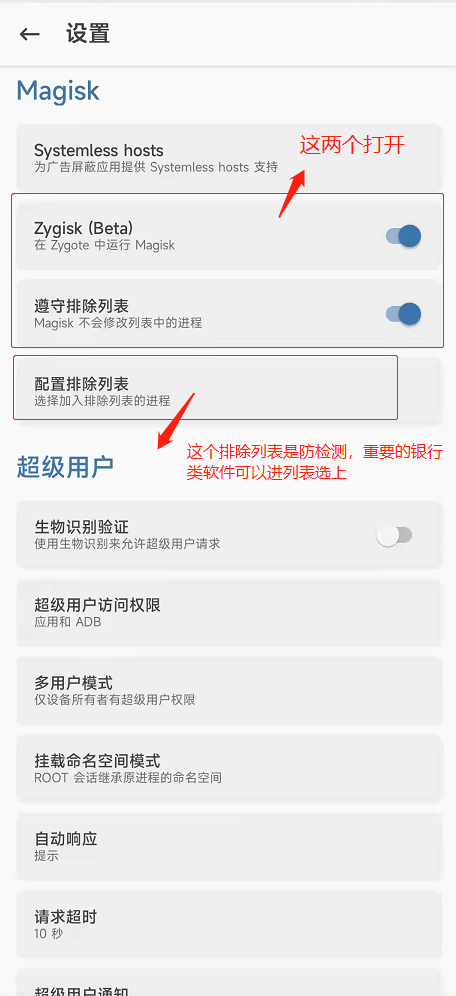 设置
Magisk
Systemless hosts
为广告屏蔽应用提供 Systemless hosts 支持
这两个打开
Zygisk (Beta)
在 Zygote 中运行 Magisk
遵守排除列表
Magisk 不会修改列表中的进程
配置排除列表
选择加入排除列表的进程
这个排除列表是防检测，重要的银行
类软件可以进列表选上
超级用户
生物识别验证
使用生物识别来允许超级用户请求
超级用户访问权限
应用和 ADB
多用户模式
仅设备所有者有超级用户权限
挂载命名空间模式
ROOT 会话继承原进程的命名空间
自动响应
提示
请求超时
10 秒
超级用户通知